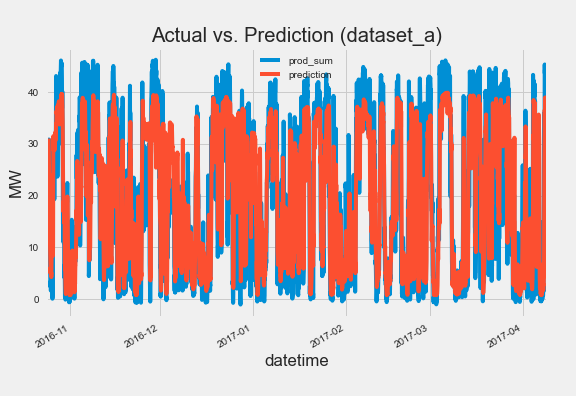 Actual vs. Prediction (dataset_a)
prod_sum
prediction
40
30
20
10
0
MW
2016-11
2016-12
2017-01
2017-02
2017-03
2017-04
datetime